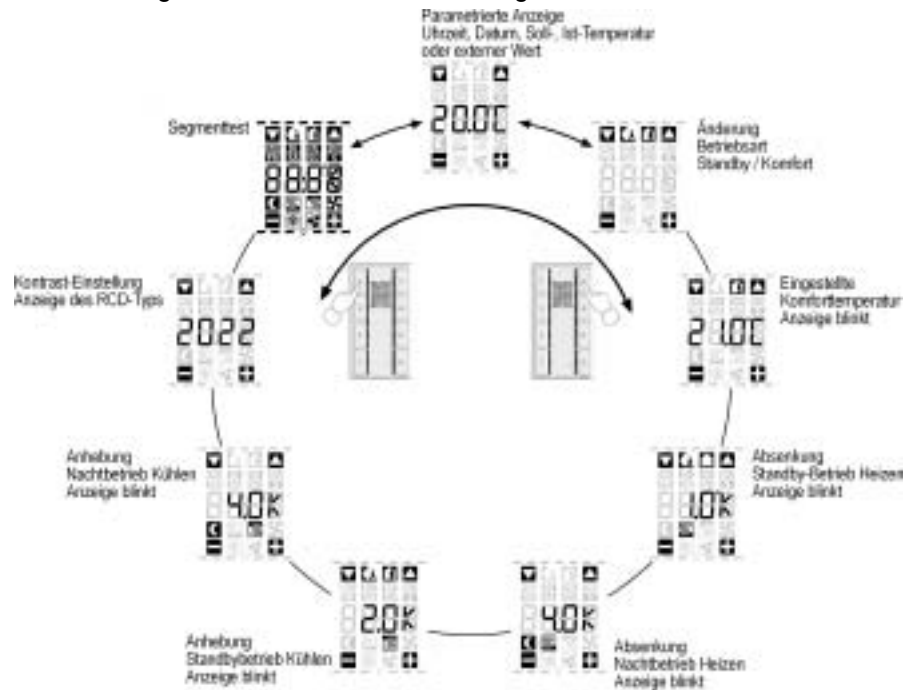 Parametrierte Anzeige
Uhrzeit, Datum, Soll-, Ist-Temperatur
oder externer Wert
20.0C
Segmenttest
88:88
Änderung
Betriebsart
Standby / Komfort
Kontrast-Einstellung
Anzeige des RCD-Typs
2022
Eingestellte
Komforttemperatur
Anzeige blinkt
21.0C
Anhebung
Nachtbetrieb Kühlen
Anzeige blinkt
4.0K
Absenkung
Standby-Betrieb Heizen
Anzeige blinkt
1.0K
Anhebung
Standbybetrieb Kühlen
Anzeige blinkt
2.0K
4.0K
Absenkung
Nachtbetrieb Heizen
Anzeige blinkt